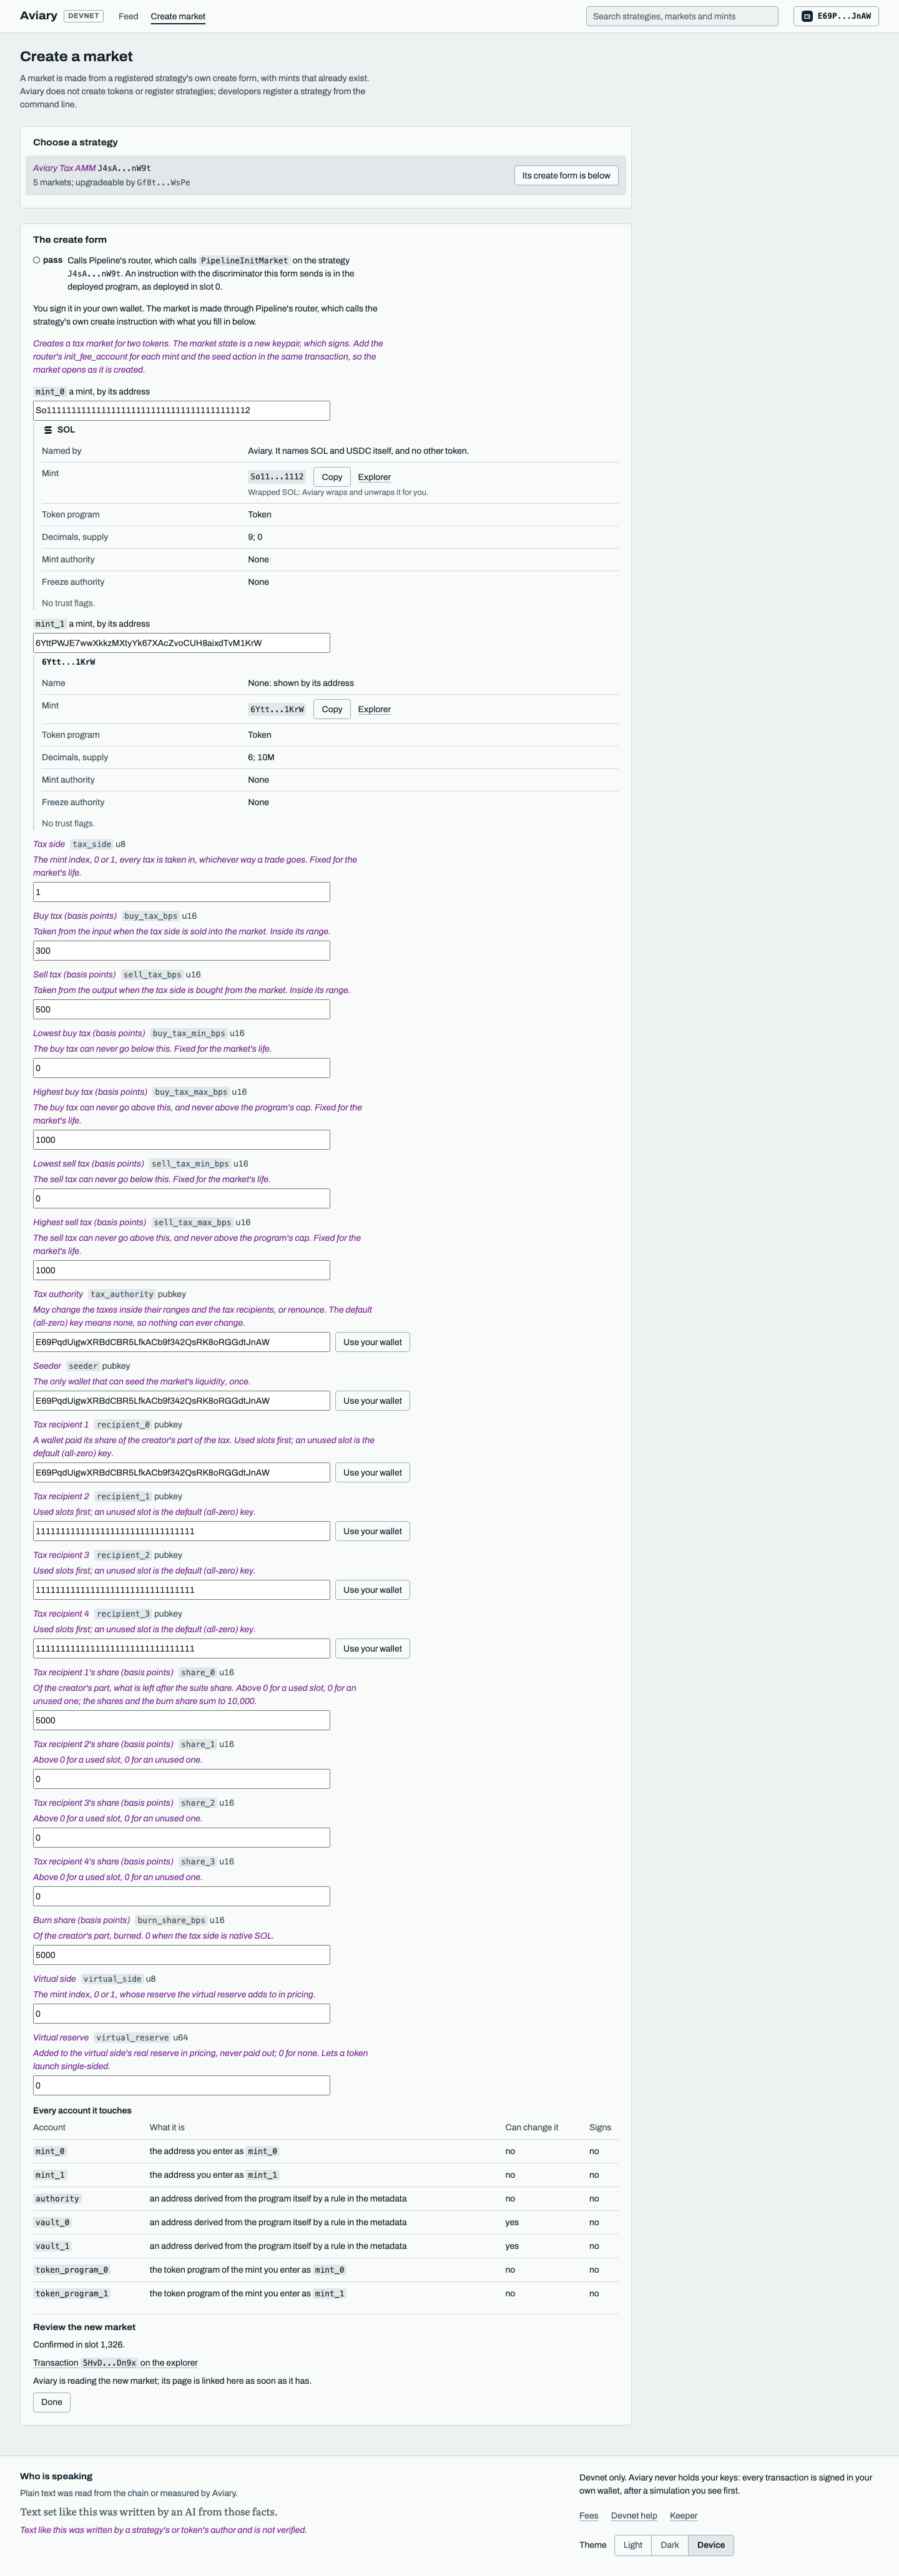 Aviary DEVNET Feed Create market Search strategies, markets and mints E69P...JnAW
Create a market
A market is made from a registered strategy's own create form, with mints that already exist.
Aviary does not create tokens or register strategies; developers register a strategy from the
command line.
Choose a strategy
Aviary Tax AMM J4sA...nW9t
5 markets; upgradeable by Gf8t...WsPe
Its create form is below
The create form
pass Calls Pipeline's router, which calls PipelineInitMarket on the strategy
J4sA...nW9t. An instruction with the discriminator this form sends is in the
deployed program, as deployed in slot 0.
You sign it in your own wallet. The market is made through Pipeline's router, which calls the
strategy's own create instruction with what you fill in below.
Creates a tax market for two tokens. The market state is a new keypair, which signs. Add the
router's init_fee_account for each mint and the seed action in the same transaction, so the
market opens as it is created.
mint_0 a mint, by its address
So11111111111111111111111111111111111111112
SOL
Named by Aviary. It names SOL and USDC itself, and no other token.
Mint So11...1112 Copy Explorer
Wrapped SOL: Aviary wraps and unwraps it for you.
Token program Token
Decimals, supply 9; 0
Mint authority None
Freeze authority None
No trust flags.
mint_1 a mint, by its address
6YttPWJE7wwXkkzMXtyYk67XAcZvoCUH8aixdTvM1KrW
6Ytt...1KrW
Name None: shown by its address
Mint 6Ytt...1KrW Copy Explorer
Token program Token
Decimals, supply 6; 10M
Mint authority None
Freeze authority None
No trust flags.
Tax side tax_side u8
The mint index, 0 or 1, every tax is taken in, whichever way a trade goes. Fixed for the
market's life.
1
Buy tax (basis points) buy_tax_bps u16
Taken from the input when the tax side is sold into the market. Inside its range.
300
Sell tax (basis points) sell_tax_bps u16
Taken from the output when the tax side is bought from the market. Inside its range.
500
Lowest buy tax (basis points) buy_tax_min_bps u16
The buy tax can never go below this. Fixed for the market's life.
0
Highest buy tax (basis points) buy_tax_max_bps u16
The buy tax can never go above this, and never above the program's cap. Fixed for the
market's life.
1000
Lowest sell tax (basis points) sell_tax_min_bps u16
The sell tax can never go below this. Fixed for the market's life.
0
Highest sell tax (basis points) sell_tax_max_bps u16
The sell tax can never go above this, and never above the program's cap. Fixed for the
market's life.
1000
Tax authority tax_authority pubkey
May change the taxes inside their ranges and the tax recipients, or renounce. The default
(all-zero) key means none, so nothing can ever change.
E69PqdUigwXRBdCBR5LfkACb9f342QsRK8oRGGdtJnAW Use your wallet
Seeder seeder pubkey
The only wallet that can seed the market's liquidity, once.
E69PqdUigwXRBdCBR5LfkACb9f342QsRK8oRGGdtJnAW Use your wallet
Tax recipient 1 recipient_0 pubkey
A wallet paid its share of the creator's part of the tax. Used slots first; an unused slot is the
default (all-zero) key.
E69PqdUigwXRBdCBR5LfkACb9f342QsRK8oRGGdtJnAW Use your wallet
Tax recipient 2 recipient_1 pubkey
Used slots first; an unused slot is the default (all-zero) key.
11111111111111111111111111111111 Use your wallet
Tax recipient 3 recipient_2 pubkey
Used slots first; an unused slot is the default (all-zero) key.
11111111111111111111111111111111 Use your wallet
Tax recipient 4 recipient_3 pubkey
Used slots first; an unused slot is the default (all-zero) key.
11111111111111111111111111111111 Use your wallet
Tax recipient 1's share (basis points) share_0 u16
Of the creator's part, what is left after the suite share. Above 0 for a used slot, 0 for an
unused one; the shares and the burn share sum to 10,000.
5000
Tax recipient 2's share (basis points) share_1 u16
Above 0 for a used slot, 0 for an unused one.
0
Tax recipient 3's share (basis points) share_2 u16
Above 0 for a used slot, 0 for an unused one.
0
Tax recipient 4's share (basis points) share_3 u16
Above 0 for a used slot, 0 for an unused one.
0
Burn share (basis points) burn_share_bps u16
Of the creator's part, burned. 0 when the tax side is native SOL.
5000
Virtual side virtual_side u8
The mint index, 0 or 1, whose reserve the virtual reserve adds to in pricing.
0
Virtual reserve virtual_reserve u64
Added to the virtual side's real reserve in pricing, never paid out; 0 for none. Lets a token
launch single-sided.
0
Every account it touches
Account What it is Can change it Signs
mint_0 the address you enter as mint_0 no no
mint_1 the address you enter as mint_1 no no
authority an address derived from the program itself by a rule in the metadata no no
vault_0 an address derived from the program itself by a rule in the metadata yes no
vault_1 an address derived from the program itself by a rule in the metadata yes no
token_program_0 the token program of the mint you enter as mint_0 no no
token_program_1 the token program of the mint you enter as mint_1 no no
Review the new market
Confirmed in slot 1,326.
Transaction 5HvD...Dn9x on the explorer
Aviary is reading the new market; its page is linked here as soon as it has.
Done
Who is speaking
Plain text was read from the chain or measured by Aviary.
Text set like this was written by an AI from those facts.
Text like this was written by a strategy's or token's author and is not verified.
Devnet only. Aviary never holds your keys: every transaction is signed in your
own wallet, after a simulation you see first.
Fees Devnet help Keeper
Theme Light Dark Device